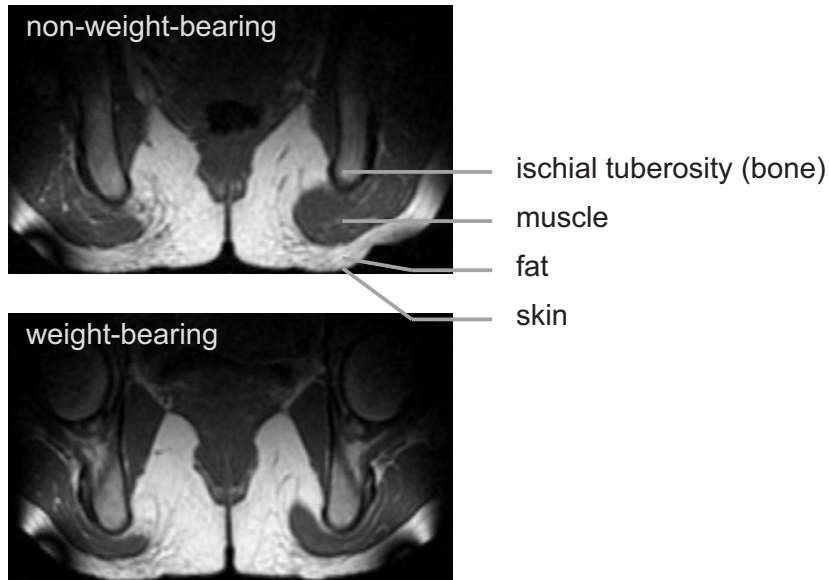 non-weight-bearing
ischial tuberosity (bone)
muscle
fat
skin
weight-bearing